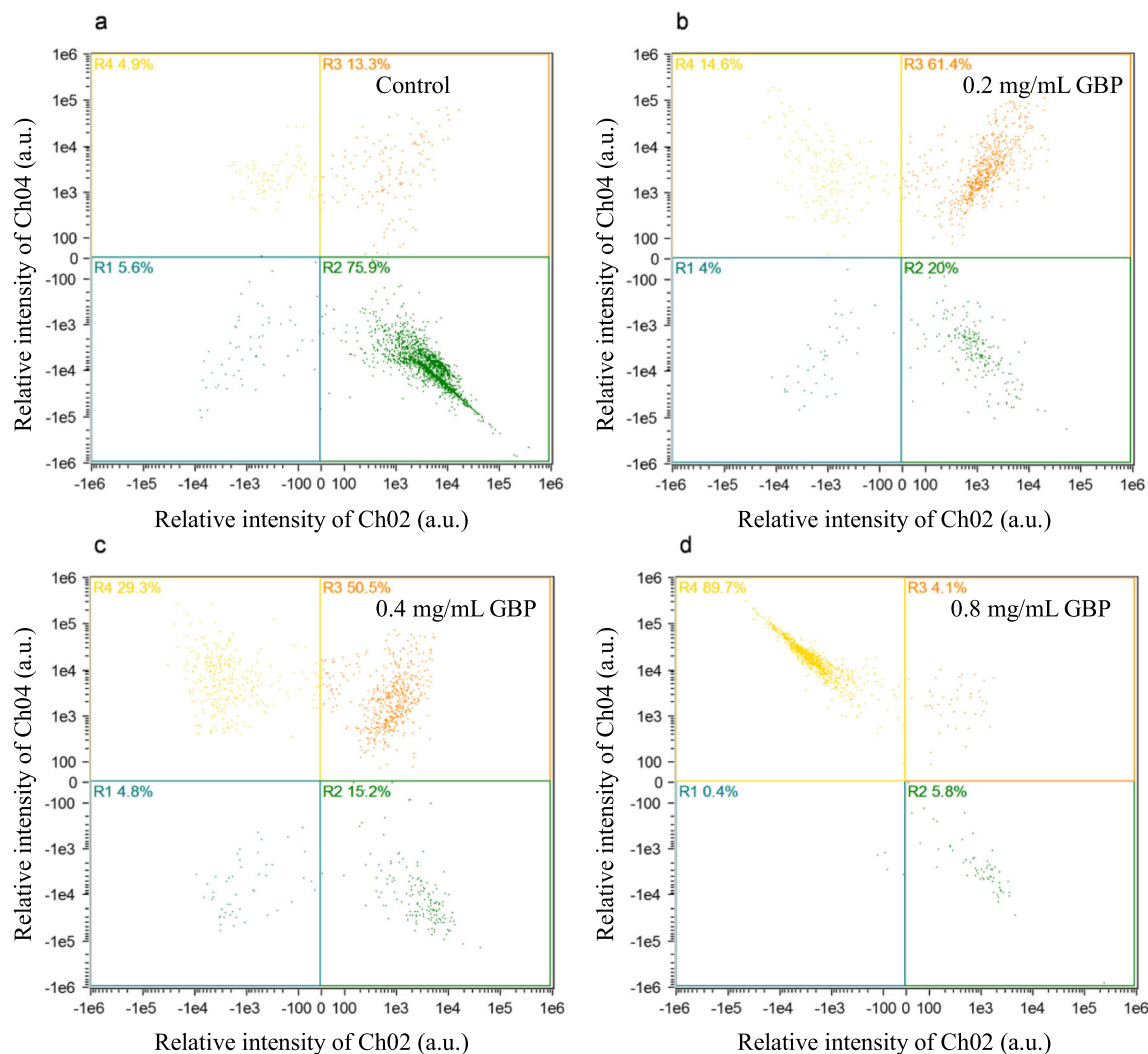 a
R4 4.9%
R3 13.3%
Control
R1 5.6%
R2 75.9%
1e6
1e5
1e4
1e3
100
0
-100
-1e3
-1e4
-1e5
-1e6
-1e6 -1e4 -1e3 -100 0 100 1e3 1e4 1e5 1e6
Relative intensity of Ch04 (a.u.)
Relative intensity of Ch02 (a.u.)
b
R4 14.6%
R3 61.4%
0.2 mg/mL GBP
R1 4%
R2 20%
1e6
1e5
1e4
1e3
100
0
-100
-1e3
-1e4
-1e5
-1e6
-1e6 -1e4 -1e3 -100 0 100 1e3 1e4 1e6
Relative intensity of Ch04 (a.u.)
Relative intensity of Ch02 (a.u.)
c
R4 29.3%
R3 50.5%
0.4 mg/mL GBP
R1 4.8%
R2 15.2%
1e6
1e5
1e4
1e3
100
0
-100
-1e3
-1e4
-1e5
-1e6
-1e6 -1e4 -1e3 -100 0 100 1e3 1e4 1e5 1e6
Relative intensity of Ch04 (a.u.)
Relative intensity of Ch02 (a.u.)
d
R4 89.7%
R3 4.1%
0.8 mg/mL GBP
R1 0.4%
R2 5.8%
1e6
1e5
1e4
1e3
100
0
-100
-1e3
-1e4
-1e5
-1e6
-1e6 -1e4 -1e3 -100 0 100 1e3 1e4 1e5 1e6
Relative intensity of Ch04 (a.u.)
Relative intensity of Ch02 (a.u.)